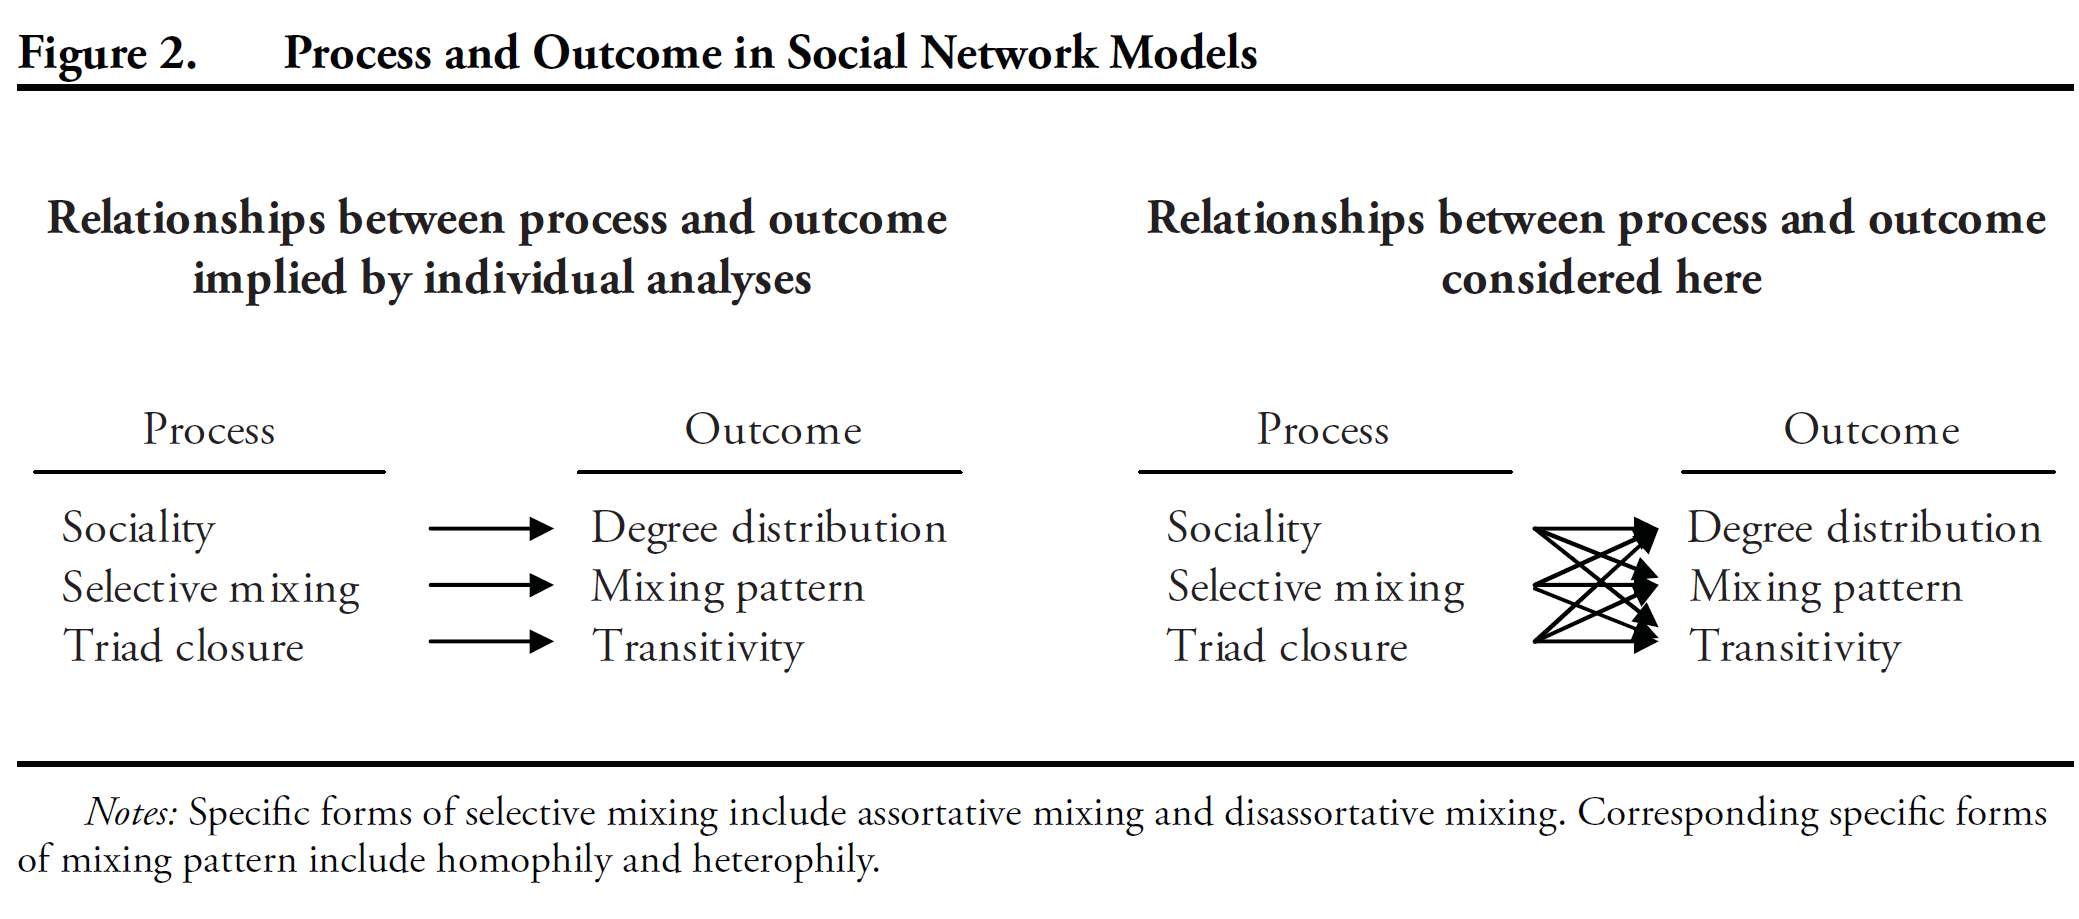 Figure 2. Process and Outcome in Social Network Models
Relationships between process and outcome
implied by individual analyses
Process Outcome
Sociality Degree distribution
Selective mixing Mixing pattern
Triad closure Transitivity
Relationships between process and outcome
considered here
Process Outcome
Sociality Degree distribution
Selective mixing Mixing pattern
Triad closure Transitivity
Notes: Specific forms of selective mixing include assortative mixing and disassortative mixing. Corresponding specific forms
of mixing pattern include homophily and heterophily.